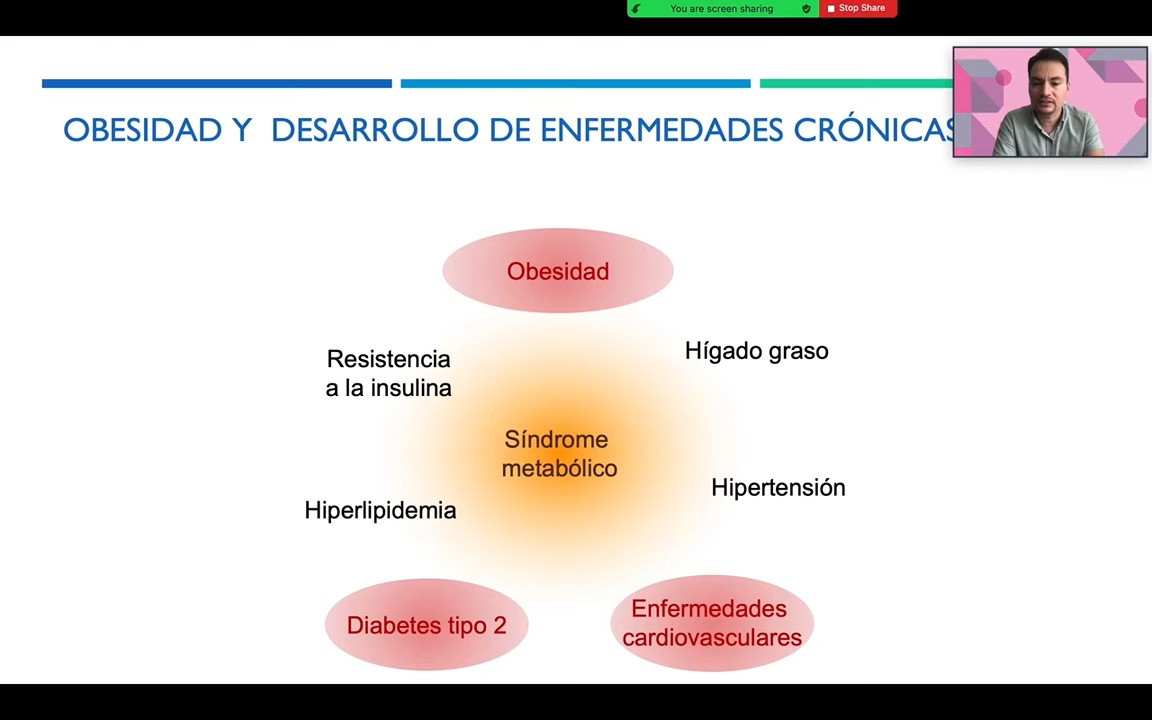 You are screen sharing
Stop Share
OBESIDAD Y DESARROLLO DE ENFERMEDADES CRÓNICAS
Obesidad
Resistencia
a la insulina
Hígado graso
Síndrome
metabólico
Hipertensión
Hiperlipidemia
Diabetes tipo 2
Enfermedades
cardiovasculares